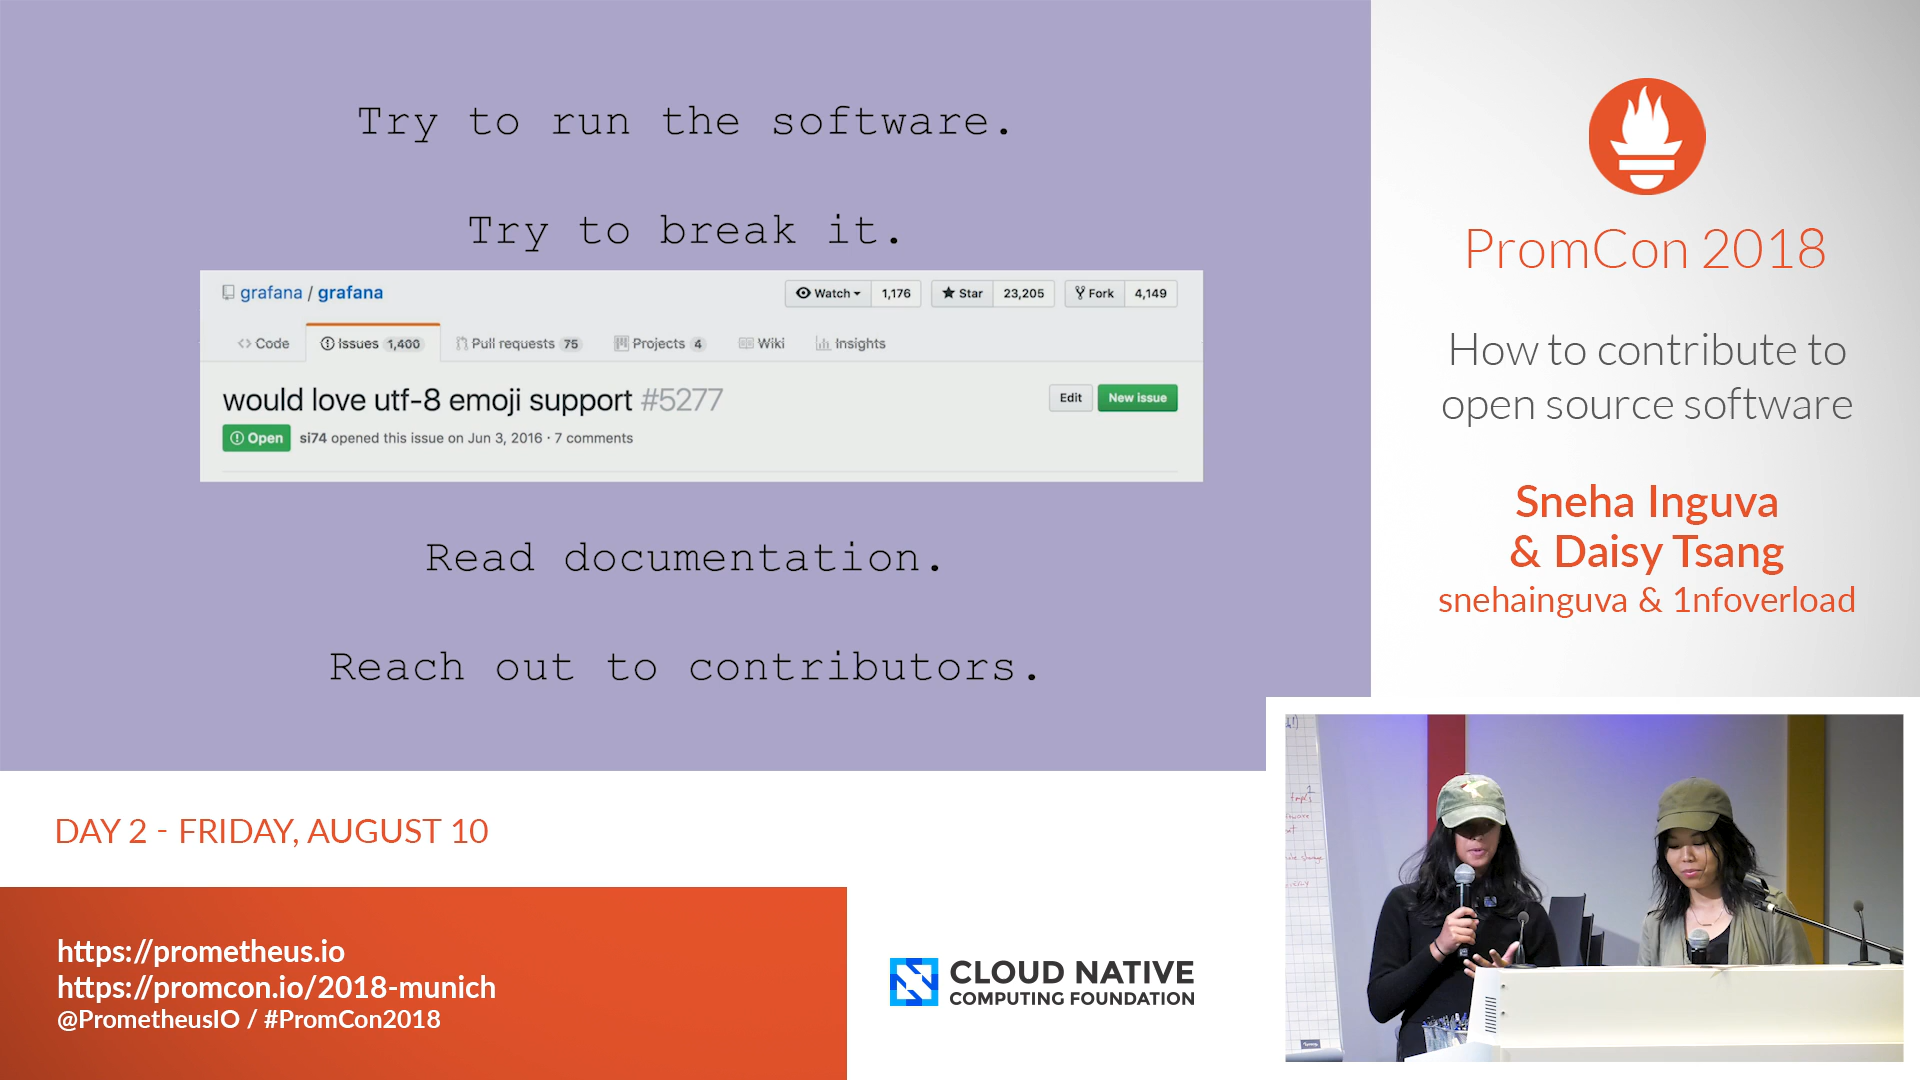 Try to run the software.
Try to break it.
grafana / grafana
Watch 1,176 Star 23,205 Fork 4,149
Code Issues 1,400 Pull requests 75 Projects 4 Wiki Insights
would love utf-8 emoji support #5277
Edit New issue
Open si74 opened this issue on Jun 3, 2016 · 7 comments
Read documentation.
Reach out to contributors.
PromCon 2018
How to contribute to
open source software
Sneha Inguva
& Daisy Tsang
snehainguva & 1nfoverload
DAY 2 - FRIDAY, AUGUST 10
https://prometheus.io
https://promcon.io/2018-munich
@PrometheusIO / #PromCon2018
CLOUD NATIVE
COMPUTING FOUNDATION